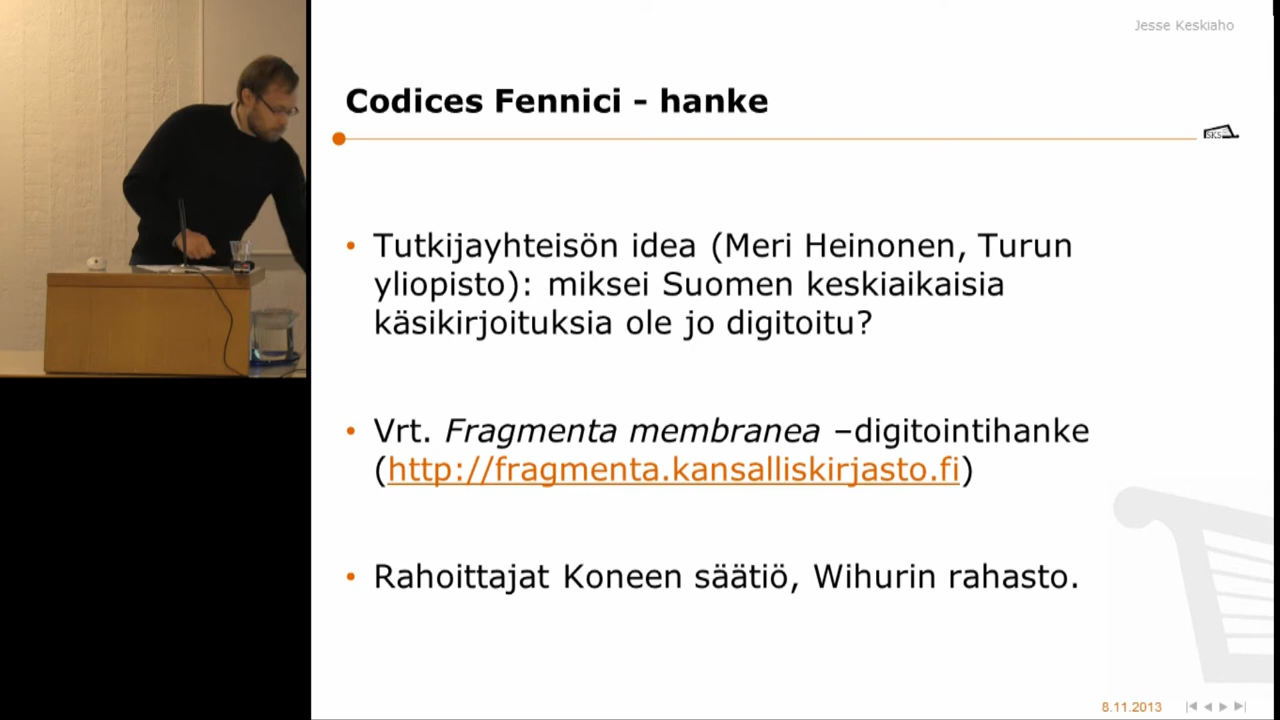 Jesse Keskiaho
Codices Fennici - hanke
SKS
• Tutkijayhteisön idea (Meri Heinonen, Turun
yliopisto): miksei Suomen keskiaikaisia
käsikirjoituksia ole jo digitoitu?
• Vrt. Fragmenta membranea –digitointihanke
(http://fragmenta.kansalliskirjasto.fi)
• Rahoittajat Koneen säätiö, Wihurin rahasto.
8.11.2013